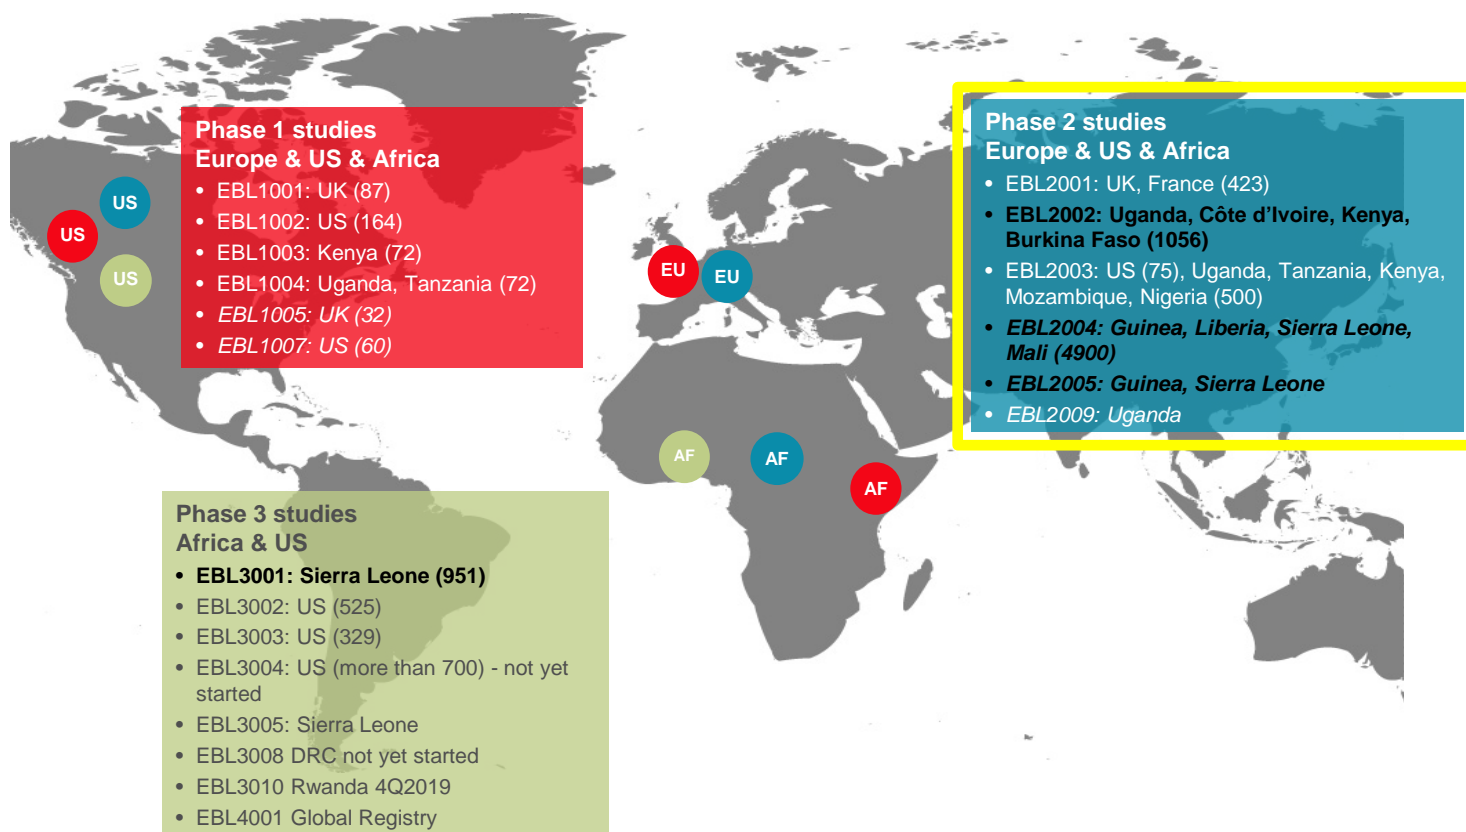 Phase 1 studies
Europe & US & Africa
• EBL1001: UK (87)
• EBL1002: US (164)
• EBL1003: Kenya (72)
• EBL1004: Uganda, Tanzania (72)
• EBL1005: UK (32)
• EBL1007: US (60)
Phase 2 studies
Europe & US & Africa
• EBL2001: UK, France (423)
• EBL2002: Uganda, Côte d’Ivoire, Kenya,
Burkina Faso (1056)
• EBL2003: US (75), Uganda, Tanzania, Kenya,
Mozambique, Nigeria (500)
• EBL2004: Guinea, Liberia, Sierra Leone,
Mali (4900)
• EBL2005: Guinea, Sierra Leone
• EBL2009: Uganda
US
US
US
EU
EU
AF
AF
AF
Phase 3 studies
Africa & US
• EBL3001: Sierra Leone (951)
• EBL3002: US (525)
• EBL3003: US (329)
• EBL3004: US (more than 700) - not yet
started
• EBL3005: Sierra Leone
• EBL3008 DRC not yet started
• EBL3010 Rwanda 4Q2019
• EBL4001 Global Registry